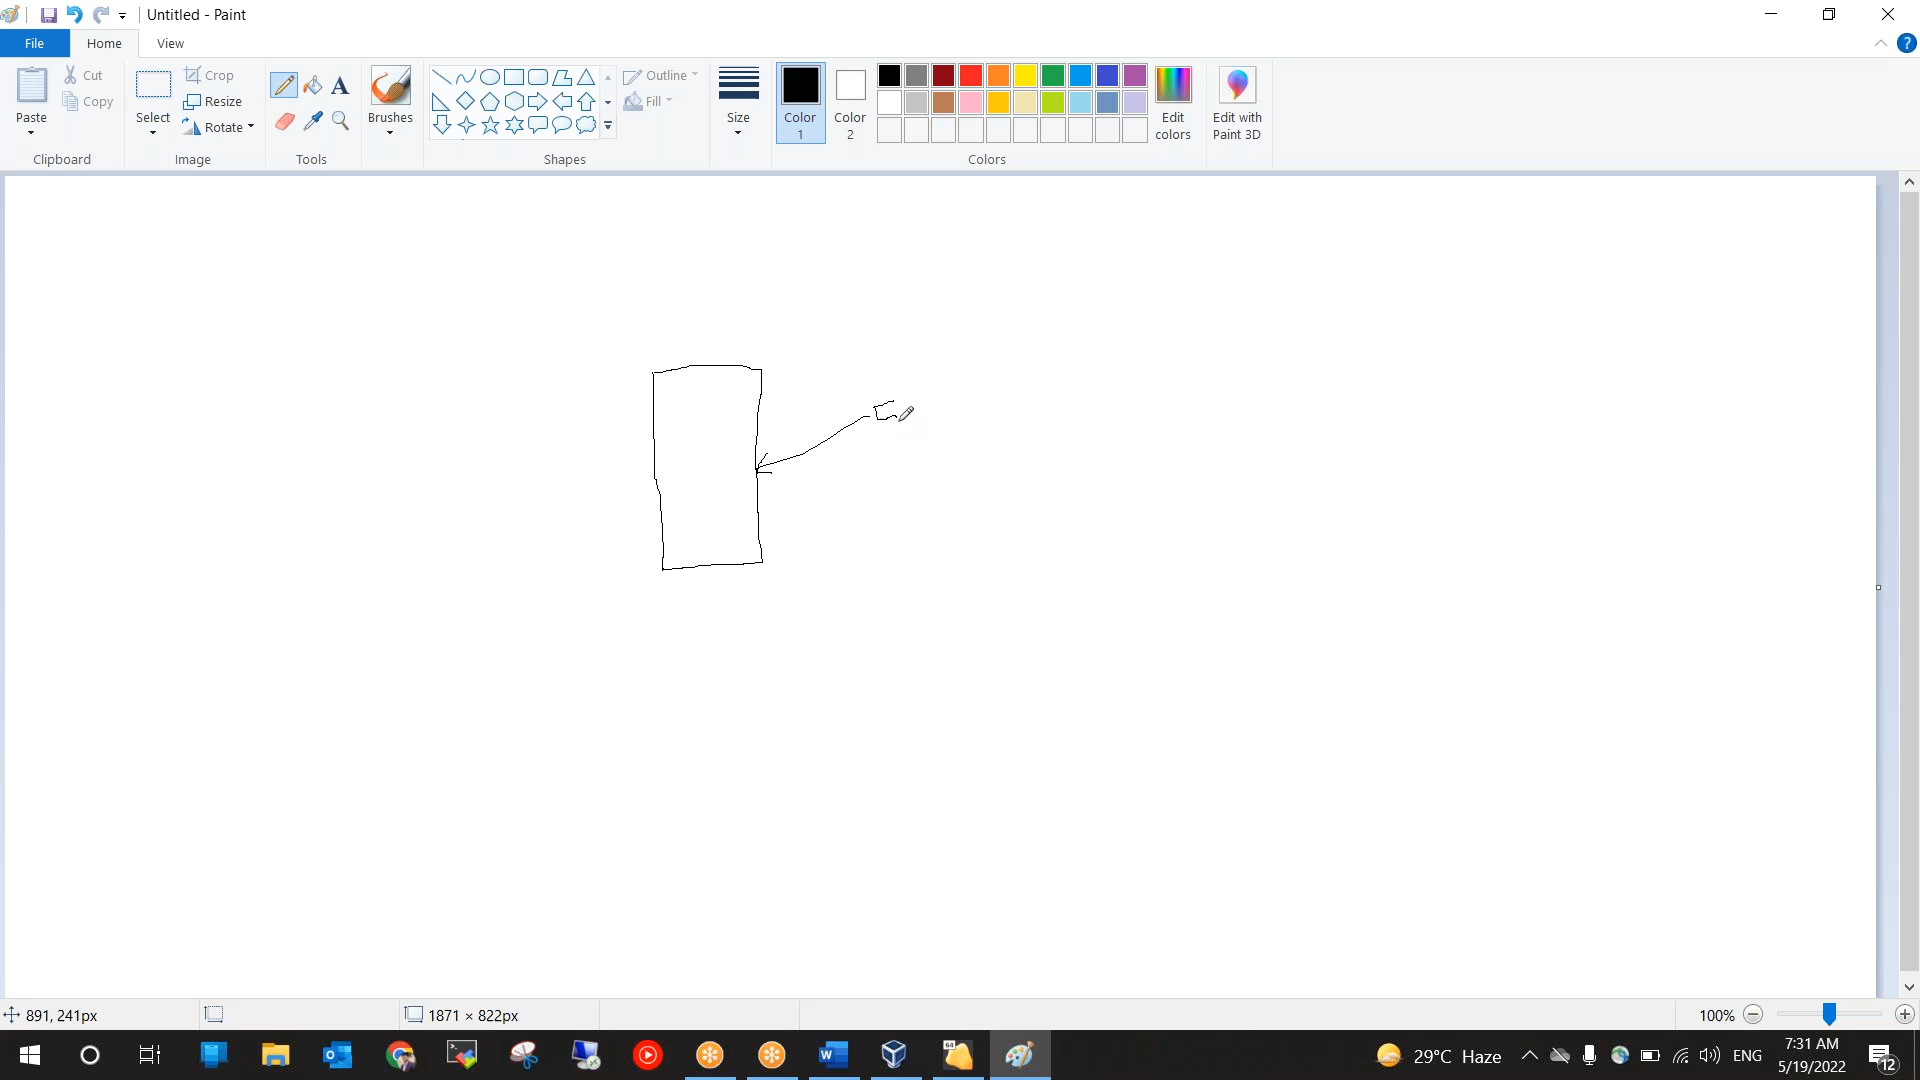 Untitled - Paint
File Home View
Paste
Cut
Copy
Clipboard
Select
Crop
Resize
Rotate
Image
Tools
Brushes
Shapes
Outline
Fill
Size
Color 1
Color 2
Colors
Edit colors
Edit with Paint 3D
891, 241px
1871 × 822px
100%
64
29°C Haze
ENG
7:31 AM
5/19/2022
12